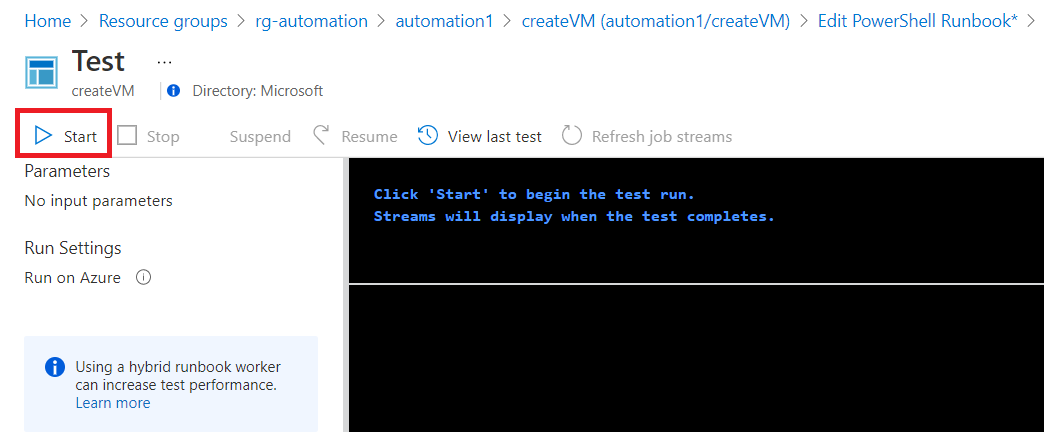 Home > Resource groups > rg-automation > automation1 > createVM (automation1/createVM) > Edit PowerShell Runbook* >
Test ...
createVM | Directory: Microsoft
Start Stop Suspend Resume View last test Refresh job streams
Parameters
No input parameters
Run Settings
Run on Azure
Using a hybrid runbook worker
can increase test performance.
Learn more
Click 'Start' to begin the test run.
Streams will display when the test completes.